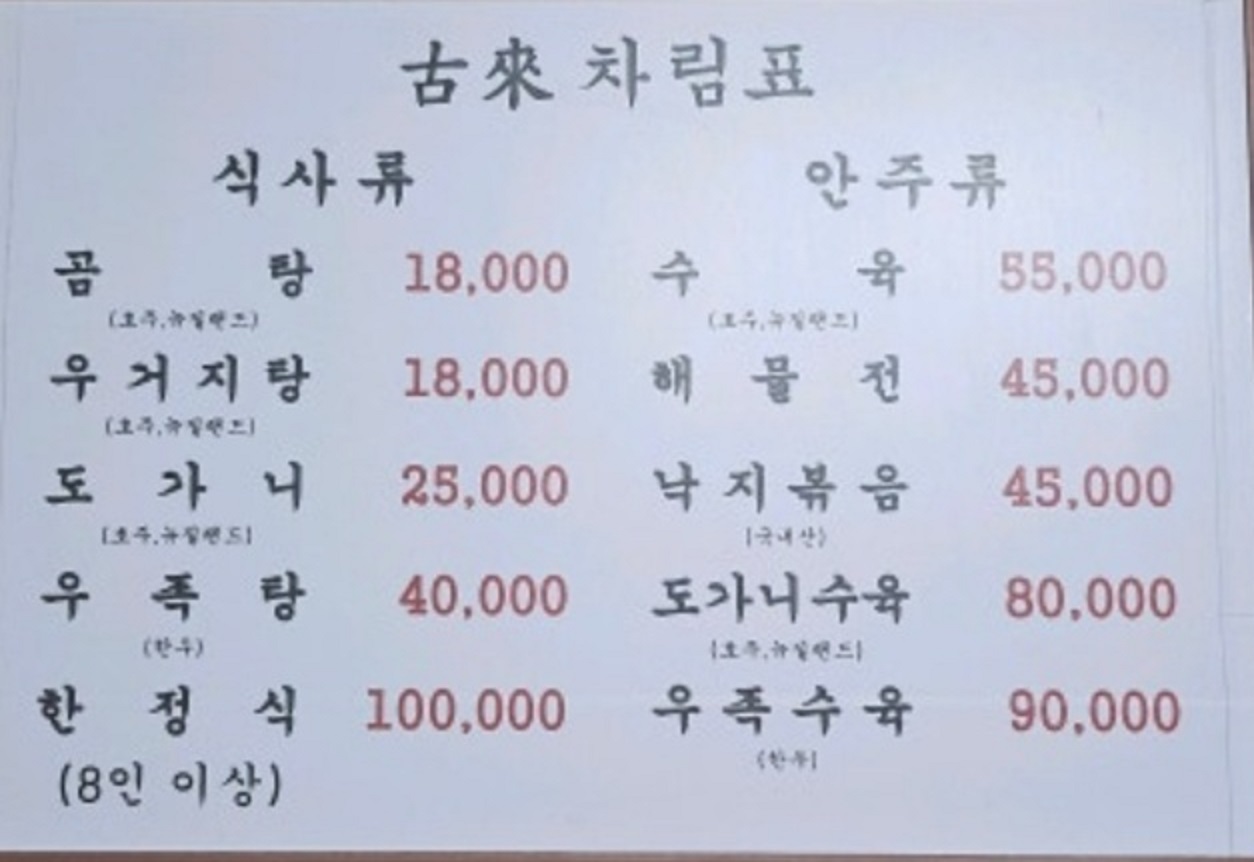 古來 차림표
식사류
곰탕 18,000
(호주,뉴질랜드)
우거지탕 18,000
(호주,뉴질랜드)
도가니 25,000
(호주,뉴질랜드)
우족탕 40,000
(한우)
한정식 100,000
(8인 이상)
안주류
수육 55,000
(호주,뉴질랜드)
해물전 45,000
낙지볶음 45,000
(국내산)
도가니수육 80,000
(호주,뉴질랜드)
우족수육 90,000
(한우)